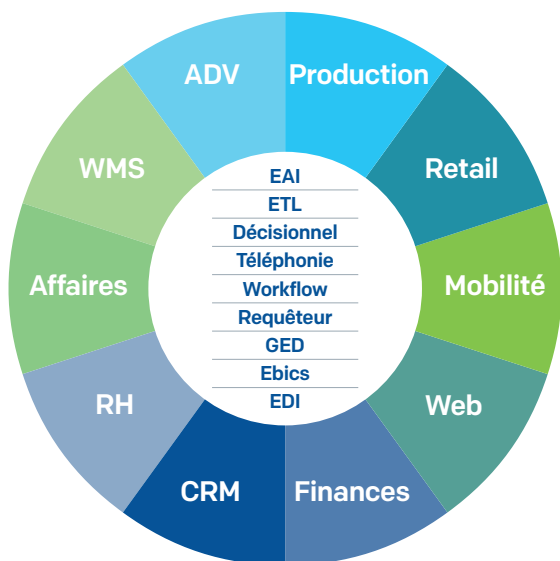 ADV
Production
Retail
Mobilité
Web
Finances
CRM
RH
Affaires
WMS
EAI
ETL
Décisionnel
Téléphonie
Workflow
Requêteur
GED
Ebics
EDI